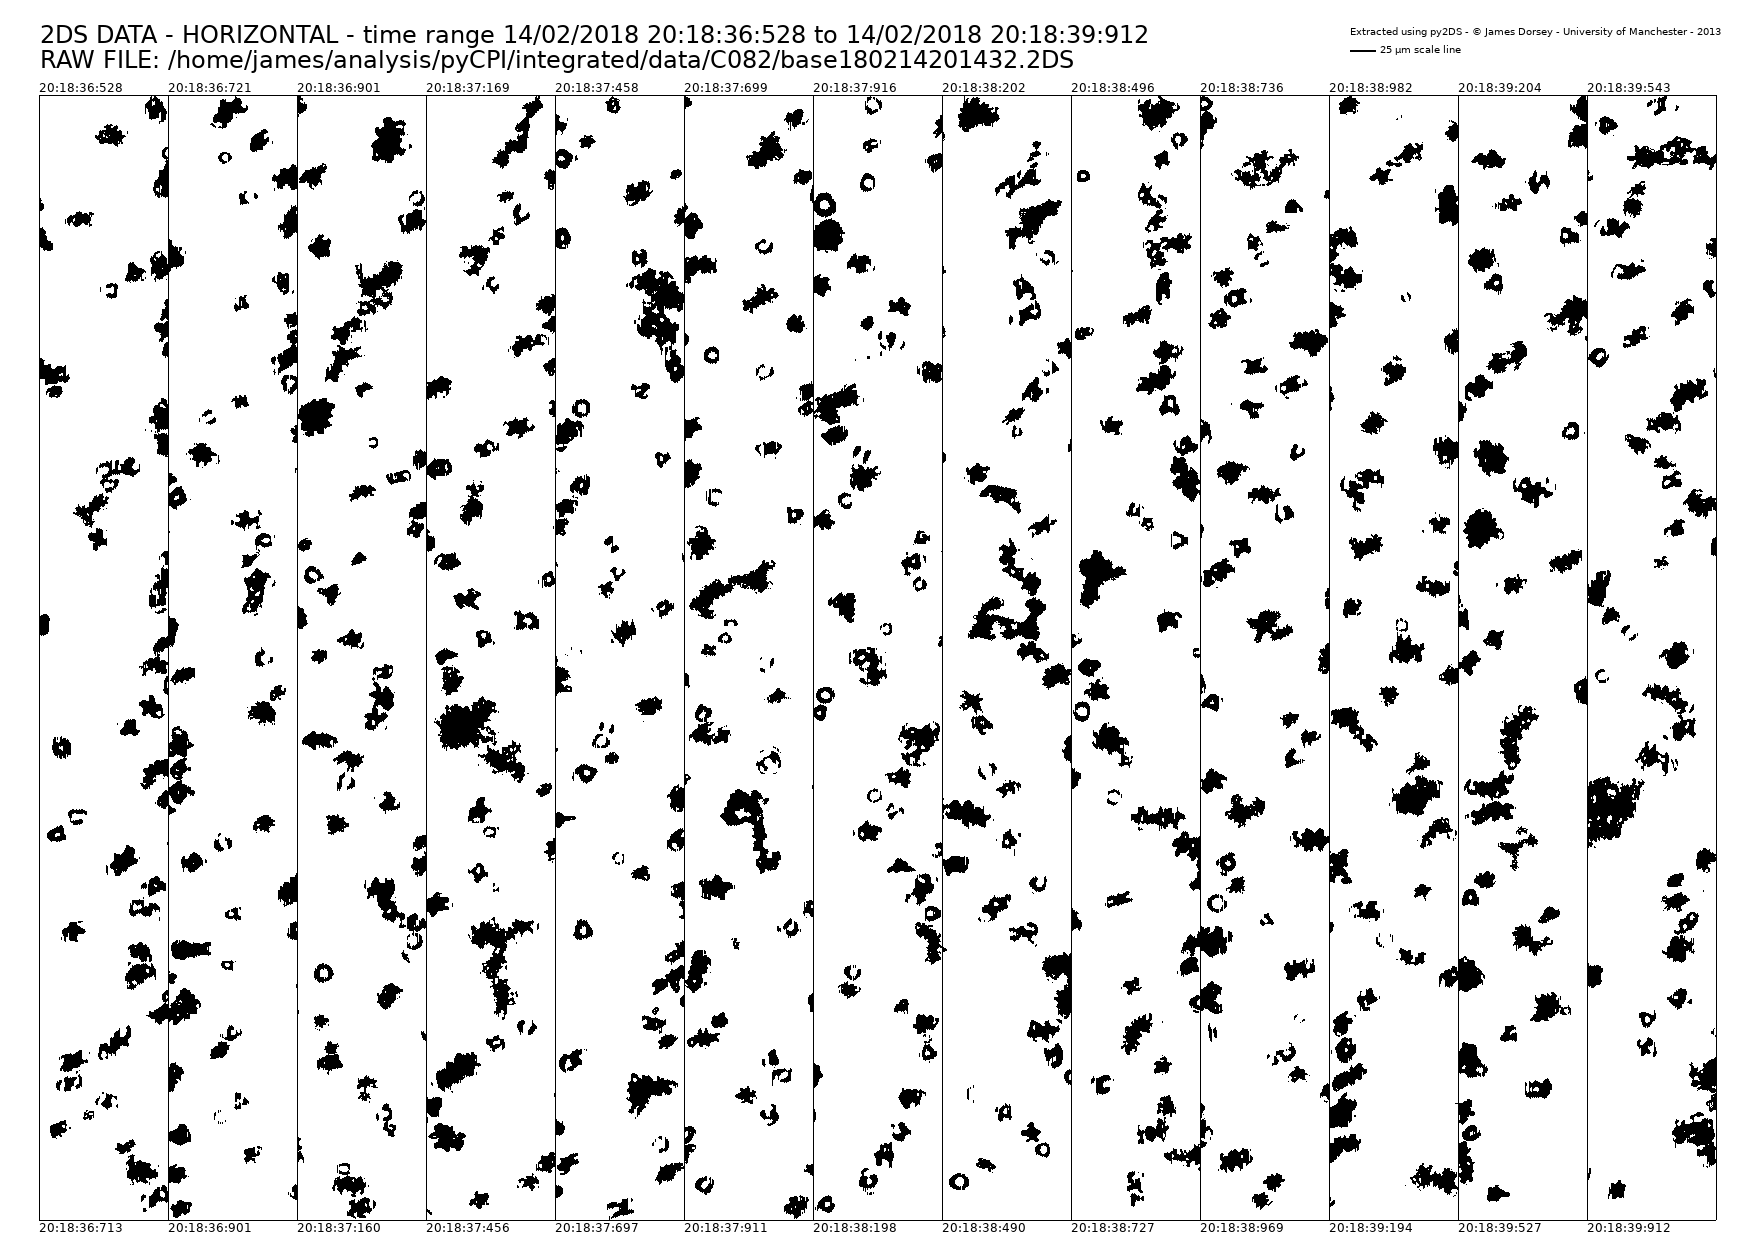 2DS DATA - HORIZONTAL - time range 14/02/2018 20:18:36:528 to 14/02/2018 20:18:39:912
RAW FILE: /home/james/analysis/pyCPI/integrated/data/C082/base180214201432.2DS
Extracted using py2DS - © James Dorsey - University of Manchester - 2013
25 µm scale line
20:18:36:528 20:18:36:721 20:18:36:901 20:18:37:169 20:18:37:458 20:18:37:699 20:18:37:916 20:18:38:202 20:18:38:496 20:18:38:736 20:18:38:982 20:18:39:204 20:18:39:543
20:18:36:713 20:18:36:901 20:18:37:160 20:18:37:456 20:18:37:697 20:18:37:911 20:18:38:198 20:18:38:490 20:18:38:727 20:18:38:969 20:18:39:194 20:18:39:527 20:18:39:912